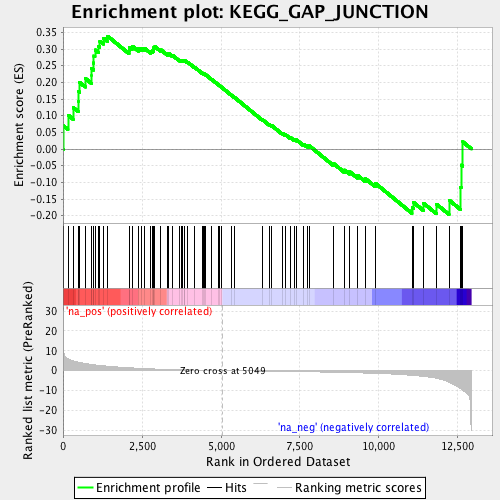 Enrichment plot: KEGG_GAP_JUNCTION
Enrichment score (ES)
0.35
0.30
0.25
0.20
0.15
0.10
0.05
0.00
-0.05
-0.10
-0.15
-0.20
'na_pos' (positively correlated)
Ranked list metric (PreRanked)
30
20
10
0
-10
-20
-30
Zero cross at 5049
'na_neg' (negatively correlated)
0
2,500
5,000
7,500
10,000
12,500
Rank in Ordered Dataset
Enrichment profile
Hits
Ranking metric scores